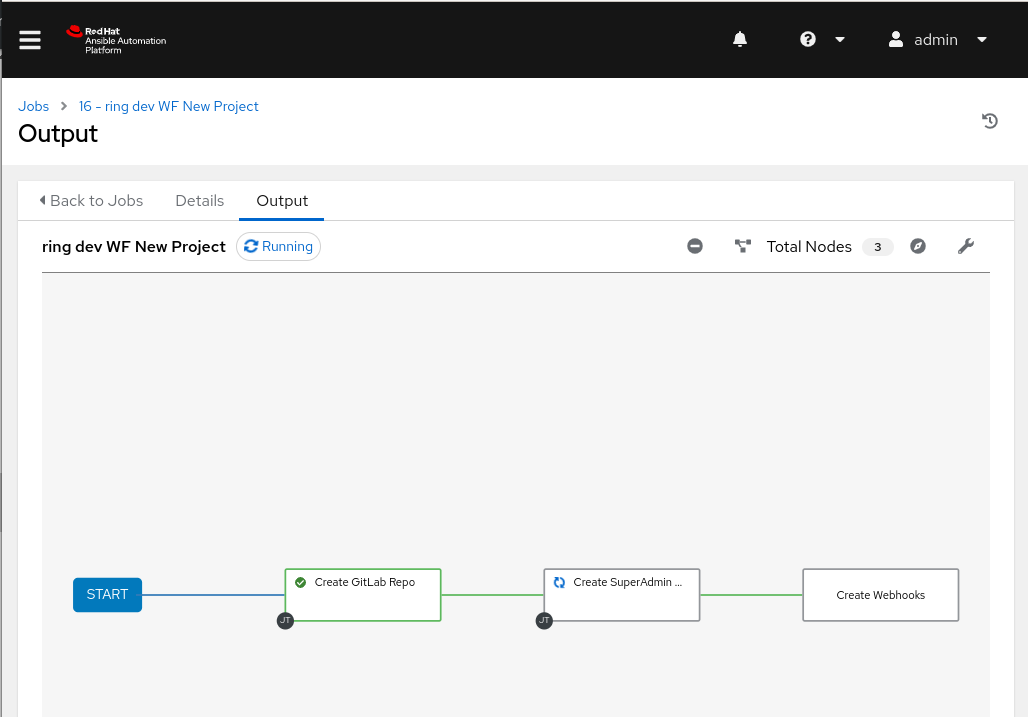 Red Hat
Ansible Automation
Platform
admin
Jobs 16 - ring dev WF New Project
Output
Back to Jobs Details Output
ring dev WF New Project Running Total Nodes 3
START
Create GitLab Repo
JT
Create SuperAdmin ...
JT
Create Webhooks